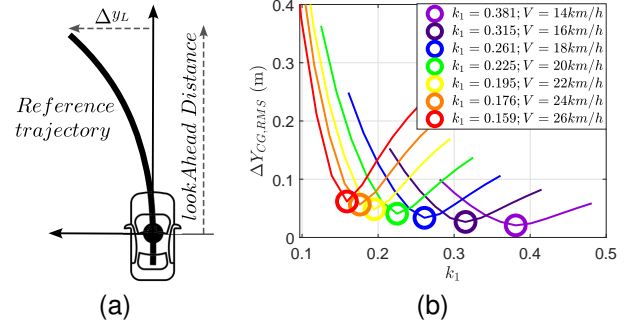 Δy_L
Reference
trajectory
lookAhead Distance
(a)
ΔY_{CG,RMS} (m)
0.4
0.3
0.2
0.1
0
0.1 0.2 0.3 0.4 0.5
k_1
k_1 = 0.381; V = 14km/h
k_1 = 0.315; V = 16km/h
k_1 = 0.261; V = 18km/h
k_1 = 0.225; V = 20km/h
k_1 = 0.195; V = 22km/h
k_1 = 0.176; V = 24km/h
k_1 = 0.159; V = 26km/h
(b)